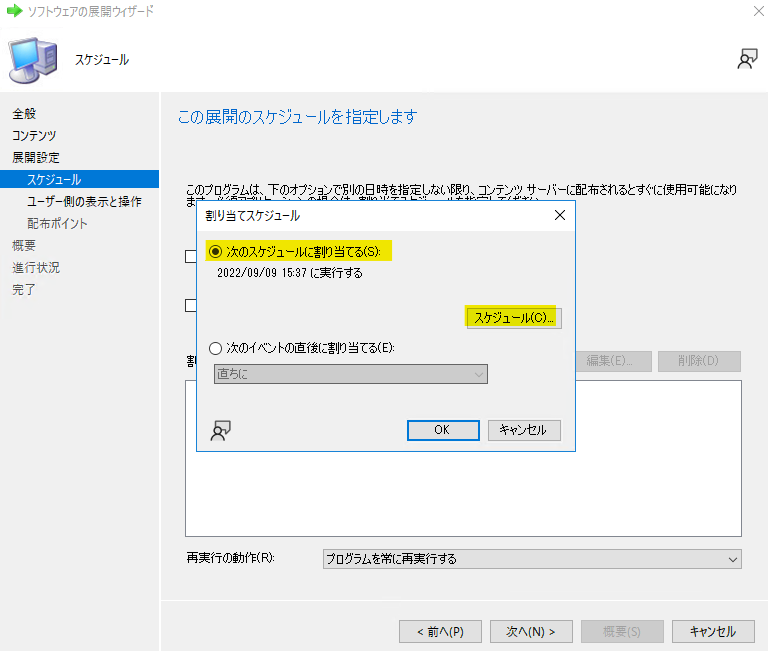 ソフトウェアの展開ウィザード
スケジュール
全般
コンテンツ
展開設定
スケジュール
ユーザー側の表示と操作
配布ポイント
概要
進行状況
完了
この展開のスケジュールを指定します
このプログラムは、下のオプションで別の日時を指定しない限り、コンテンツ サーバーに配布されるとすぐに使用可能になり
割り当てスケジュール
次のスケジュールに割り当てる(S):
2022/09/09 15:37 に実行する
スケジュール(C)...
次のイベントの直後に割り当てる(E):
直ちに
OK キャンセル
割
編集(E)... 削除(D)
再実行の動作(R): プログラムを常に再実行する
< 前へ(P) 次へ(N) > 概要(S) キャンセル